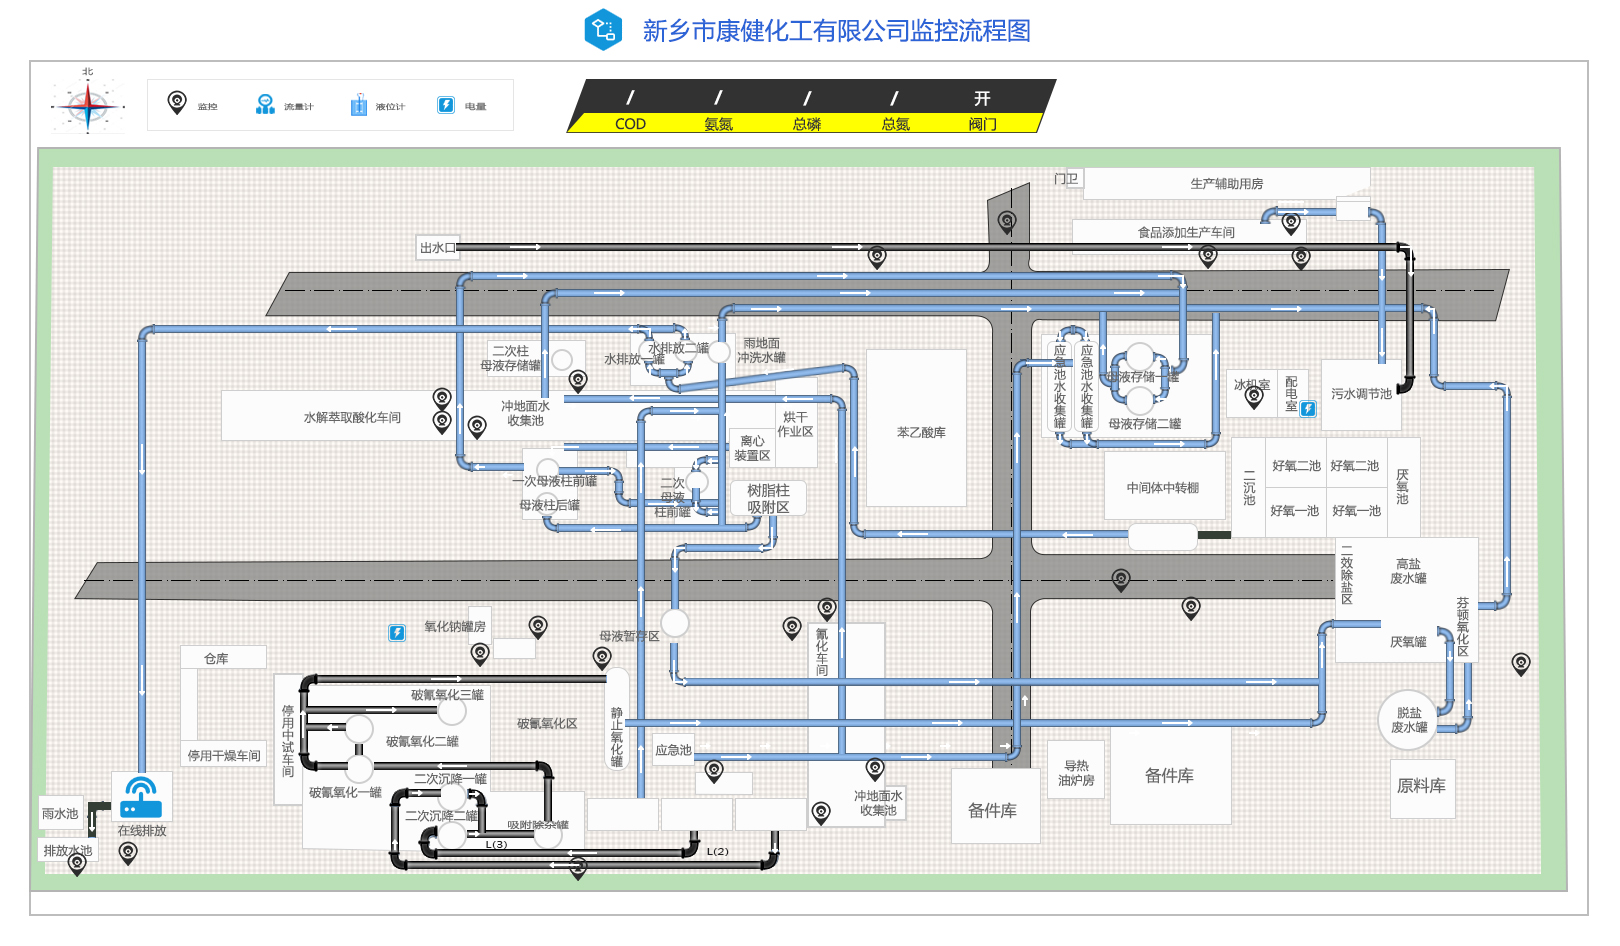 新乡市康健化工有限公司监控流程图
北
监控
流量计
液位计
电量
/
/
/
/
开
COD
氨氮
总磷
总氮
阀门
门卫
生产辅助用房
食品添加生产车间
出水口
二次柱
母液存储罐
水排放一罐
水排放二罐
雨地面
冲洗水罐
应急池水收集罐
应急池水收集罐
母液存储一罐
母液存储二罐
冰机室
配电室
污水调节池
水解萃取酸化车间
冲地面水
收集池
烘干
作业区
离心
装置区
苯乙酸库
一次母液柱前罐
母液柱后罐
二次
母液
柱前罐
树脂柱
吸附区
中间体中转棚
二沉池
好氧二池
好氧二池
好氧一池
好氧一池
厌氧池
二效除盐区
高盐
废水罐
芬顿氧化区
厌氧罐
氧化钠罐房
母液暂存区
氰化车间
仓库
停用干燥车间
停用中试车间
破氰氧化三罐
破氰氧化二罐
破氰氧化一罐
破氰氧化区
静止氧化罐
应急池
脱盐
废水罐
导热
油炉房
备件库
备件库
原料库
二次沉降一罐
二次沉降二罐
吸附除杂罐
冲地面水
收集池
雨水池
在线排放
排放水池
L(3)
L(2)